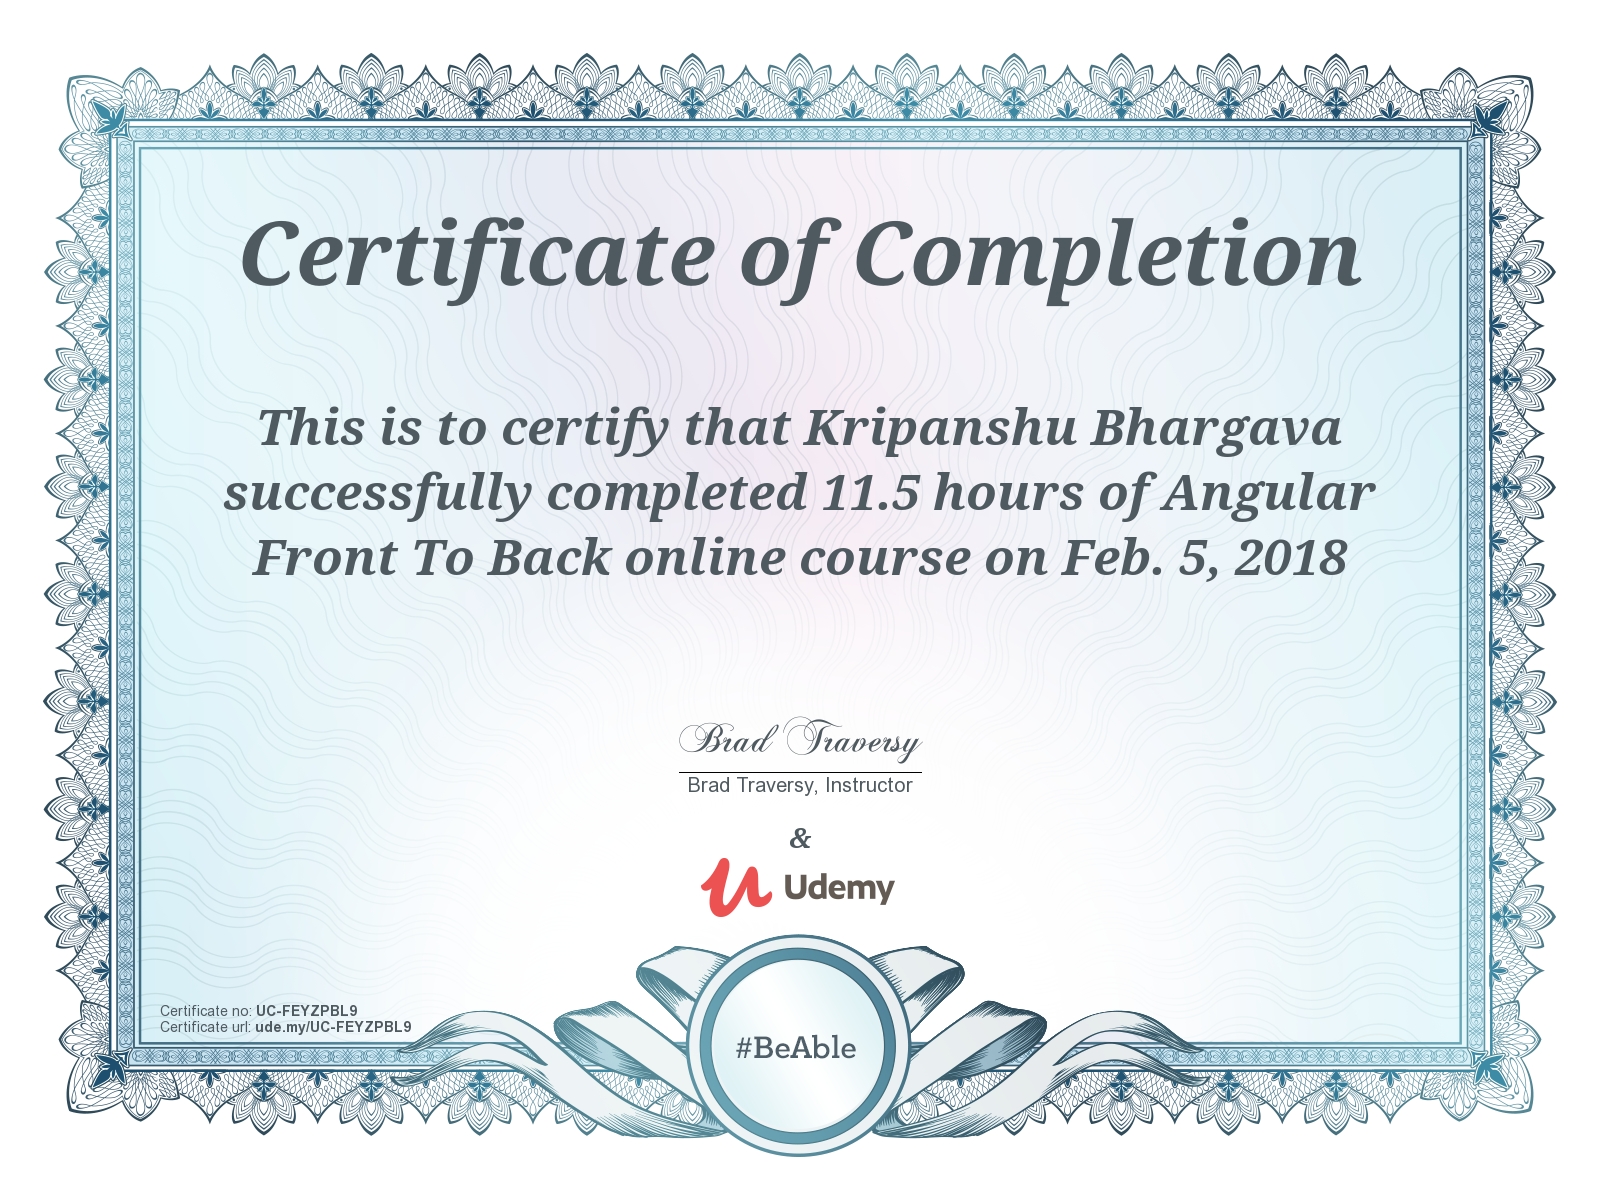 Certificate of Completion
This is to certify that Kripanshu Bhargava
successfully completed 11.5 hours of Angular
Front To Back online course on Feb. 5, 2018
Brad Traversy
Brad Traversy, Instructor
&
Udemy
Certificate no: UC-FEYZPBL9
Certificate url: ude.my/UC-FEYZPBL9
#BeAble